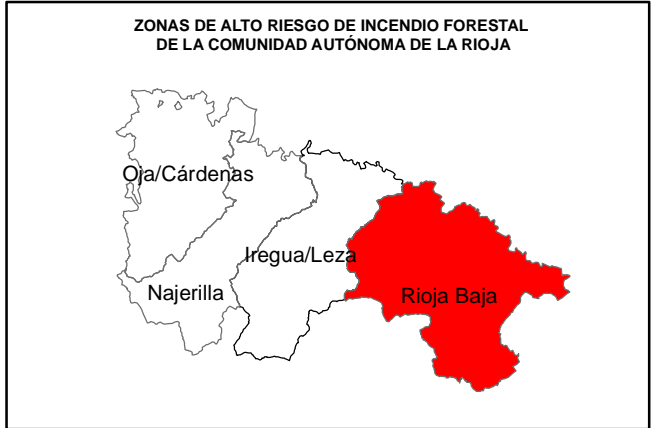 ZONAS DE ALTO RIESGO DE INCENDIO FORESTAL
DE LA COMUNIDAD AUTÓNOMA DE LA RIOJA
Oja/Cárdenas
Iregua/Leza
Najerilla
Rioja Baja